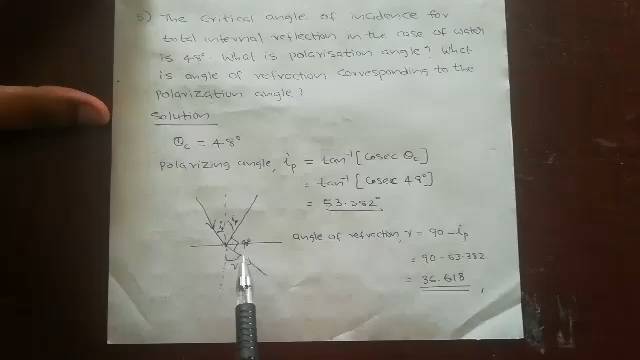 5) The critical angle of incidence for
total internal reflection in the case of water
is 48°. What is polarisation angle? What
is angle of refraction corresponding to the
polarization angle?
Solution
θc = 48°
polarizing angle, ip = tan⁻¹ [cosec θc]
= tan⁻¹ [cosec 48°]
= 53.382°
angle of refraction, r = 90 - ip
= 90 - 53.382
= 36.618
ip
r